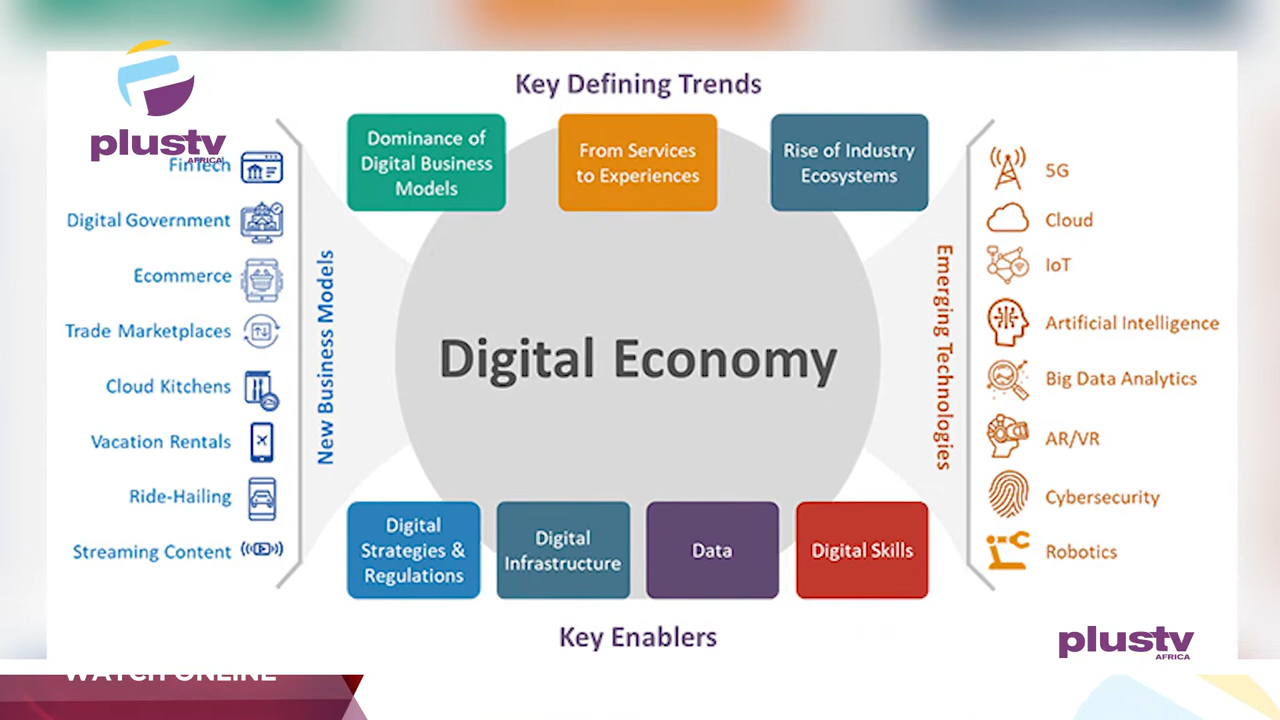 plustv
AFRICA
Key Defining Trends
Dominance of
Digital Business
Models
From Services
to Experiences
Rise of Industry
Ecosystems
FinTech
Digital Government
Ecommerce
Trade Marketplaces
Cloud Kitchens
Vacation Rentals
Ride-Hailing
Streaming Content
New Business Models
Digital Economy
Emerging Technologies
5G
Cloud
IoT
Artificial Intelligence
Big Data Analytics
AR/VR
Cybersecurity
Robotics
Digital
Strategies &
Regulations
Digital
Infrastructure
Data
Digital Skills
Key Enablers
plustv
AFRICA
WATCH ONLINE